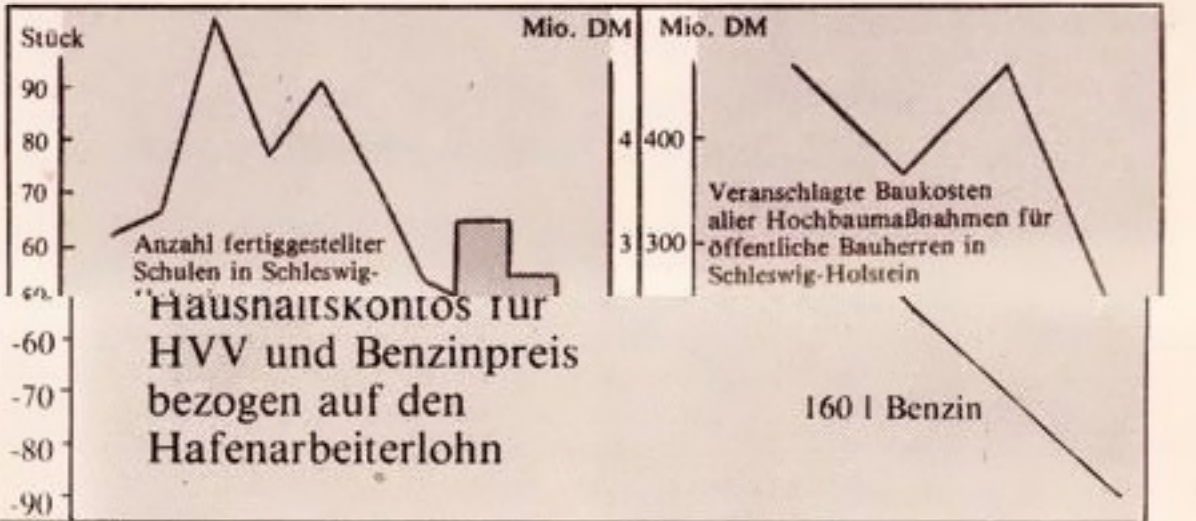 Stück
Mio. DM
Mio. DM
90
80
70
60
4
3
400
300
Anzahl fertiggestellter
Schulen in Schleswig-
Veranschlagte Baukosten
aller Hochbaumaßnahmen für
öffentliche Bauherren in
Schleswig-Holstein
Haushaltskontos für
HVV und Benzinpreis
bezogen auf den
Hafenarbeiterlohn
160 l Benzin
-60
-70
-80
-90